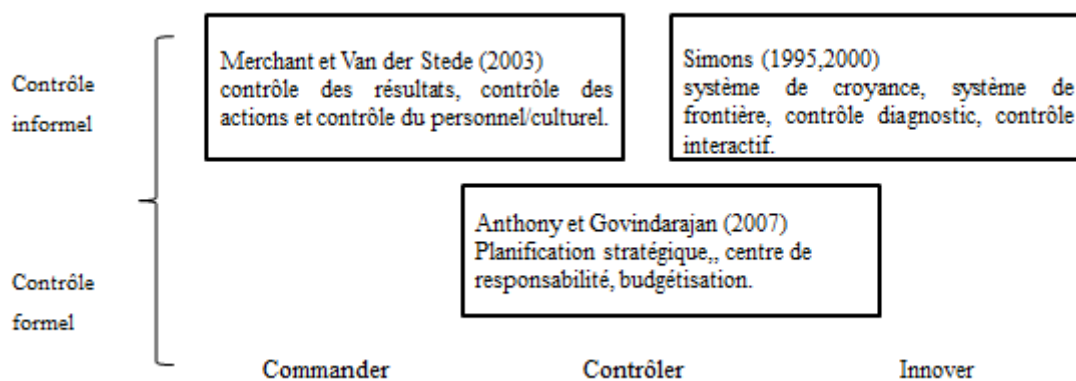 Contrôle
informel
Merchant et Van der Stede (2003)
contrôle des résultats, contrôle des
actions et contrôle du personnel/culturel.
Simons (1995,2000)
système de croyance, système de
frontière, contrôle diagnostic, contrôle
interactif.
Anthony et Govindarajan (2007)
Planification stratégique,, centre de
responsabilité, budgétisation.
Contrôle
formel
Commander Contrôler Innover